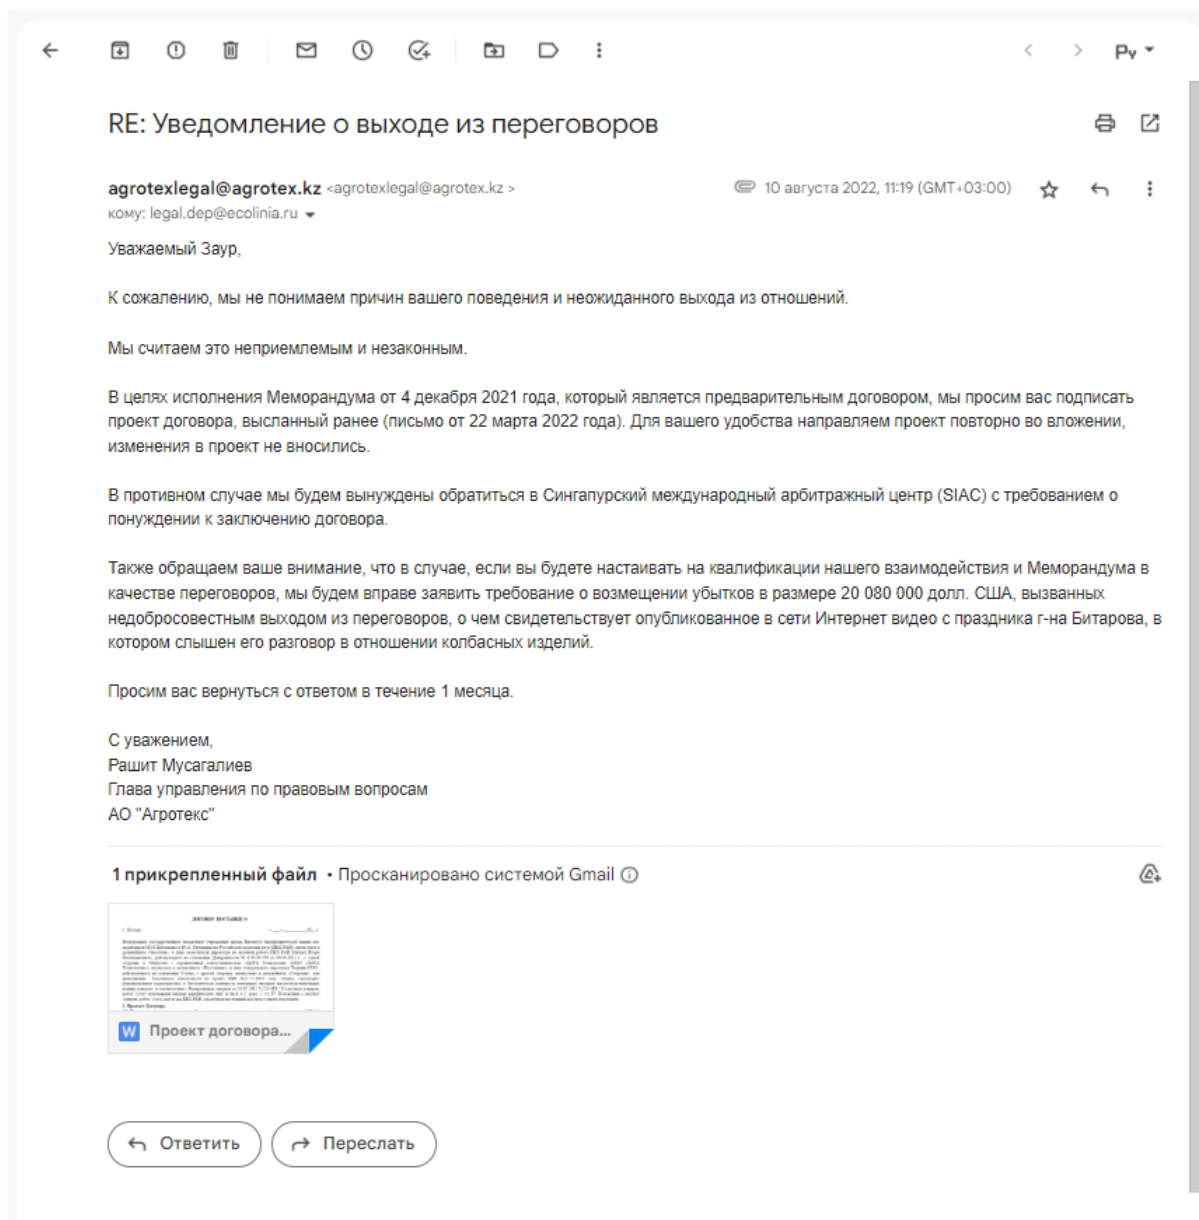 Ру
RE: Уведомление о выходе из переговоров
agrotexlegal@agrotex.kz <agrotexlegal@agrotex.kz >
10 августа 2022, 11:19 (GMT+03:00)
кому: legal.dep@ecolinia.ru
Уважаемый Заур,
К сожалению, мы не понимаем причин вашего поведения и неожиданного выхода из отношений.
Мы считаем это неприемлемым и незаконным.
В целях исполнения Меморандума от 4 декабря 2021 года, который является предварительным договором, мы просим вас подписать
проект договора, высланный ранее (письмо от 22 марта 2022 года). Для вашего удобства направляем проект повторно во вложении,
изменения в проект не вносились.
В противном случае мы будем вынуждены обратиться в Сингапурский международный арбитражный центр (SIAC) с требованием о
понуждении к заключению договора.
Также обращаем ваше внимание, что в случае, если вы будете настаивать на квалификации нашего взаимодействия и Меморандума в
качестве переговоров, мы будем вправе заявить требование о возмещении убытков в размере 20 080 000 долл. США, вызванных
недобросовестным выходом из переговоров, о чем свидетельствует опубликованное в сети Интернет видео с праздника г-на Битарова, в
котором слышен его разговор в отношении колбасных изделий.
Просим вас вернуться с ответом в течение 1 месяца.
С уважением,
Рашит Мусагалиев
Глава управления по правовым вопросам
АО "Агротекс"
1 прикрепленный файл • Просканировано системой Gmail
ДОГОВОР ПОСТАВКИ №
1. Предмет Договора
W Проект договора...
Ответить
Переслать